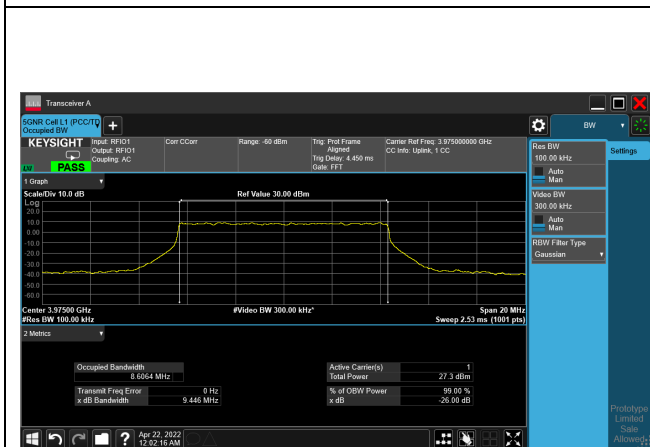 Transceiver A
5GNR Cell L1 (PCC/TD
Occupied BW
BW
KEYSIGHT
LV
PASS
Input: RFIO1
Output: RFIO1
Coupling: AC
Corr CCorr
Range: -60 dBm
Trig: Prot Frame
Aligned
Trig Delay: 4.450 ms
Gate: FFT
Carrier Ref Freq: 3.975000000 GHz
CC Info: Uplink, 1 CC
Res BW
100.00 kHz
Auto
Man
Video BW
300.00 kHz
Auto
Man
RBW Filter Type
Gaussian
Settings
1 Graph
Scale/Div 10.0 dB
Ref Value 30.00 dBm
Log
20.0
10.0
0.00
-10.0
-20.0
-30.0
-40.0
-50.0
-60.0
Center 3.97500 GHz
#Video BW 300.00 kHz*
Span 20 MHz
#Res BW 100.00 kHz
Sweep 2.53 ms (1001 pts)
2 Metrics
Occupied Bandwidth
8.6064 MHz
Active Carrier(s) 1
Total Power 27.3 dBm
Transmit Freq Error 0 Hz
x dB Bandwidth 9.446 MHz
% of OBW Power 99.00 %
x dB -26.00 dB
Apr 22, 2022
12:02:16 AM
Prototype
Limited
Sale
Allowed